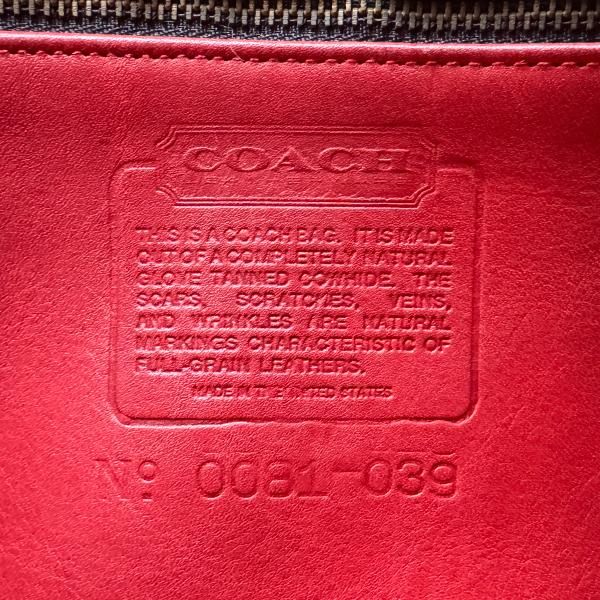 COACH
THIS IS A COACH BAG. IT IS MADE
OUT OF A COMPLETELY NATURAL
GLOVE TANNED COWHIDE. THE
SCARS, SCRATCHES, VEINS,
AND WRINKLES ARE NATURAL
MARKINGS CHARACTERISTIC OF
FULL-GRAIN LEATHERS.
MADE IN THE UNITED STATES
Nº 0081-039